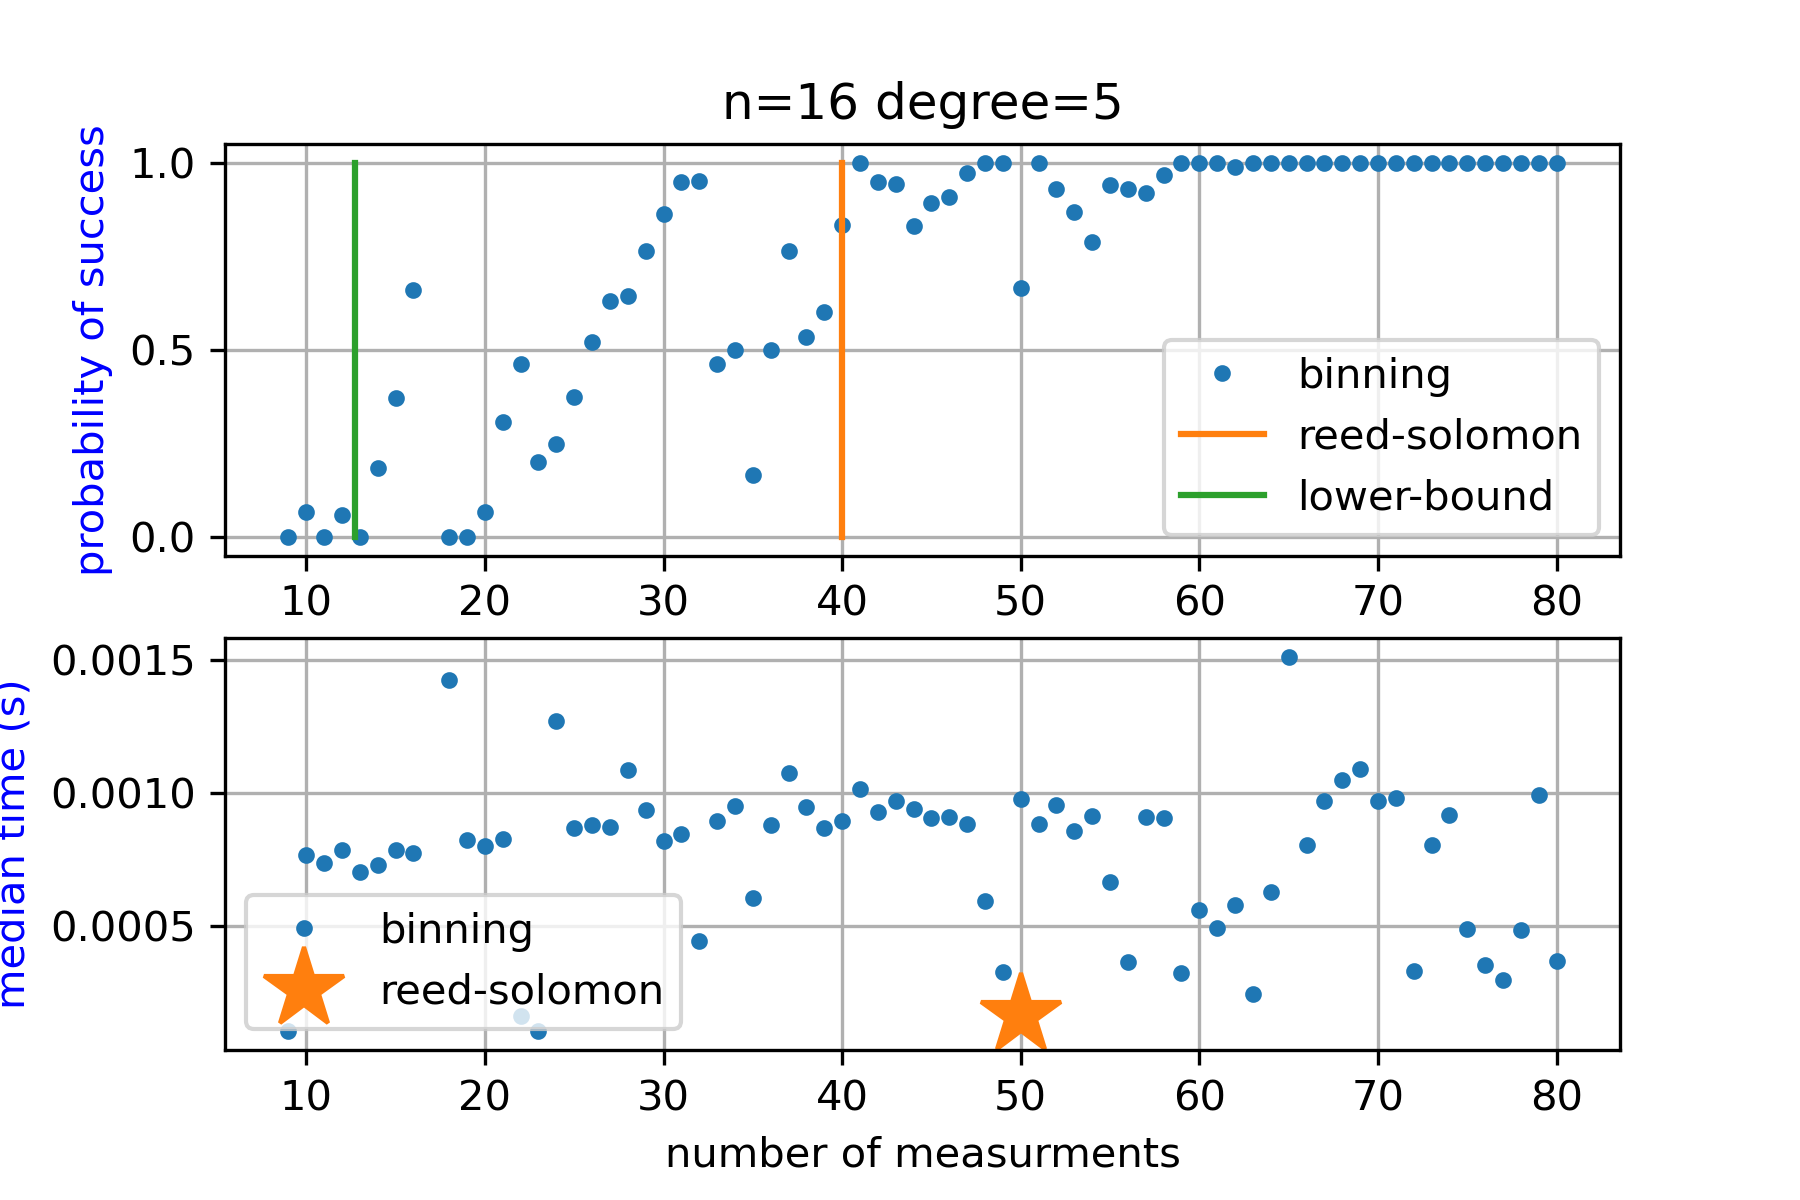 n=16 degree=5
probability of success
1.0
0.5
0.0
binning
reed-solomon
lower-bound
10 20 30 40 50 60 70 80
median time (s)
0.0015
0.0010
0.0005
binning
reed-solomon
10 20 30 40 50 60 70 80
number of measurments